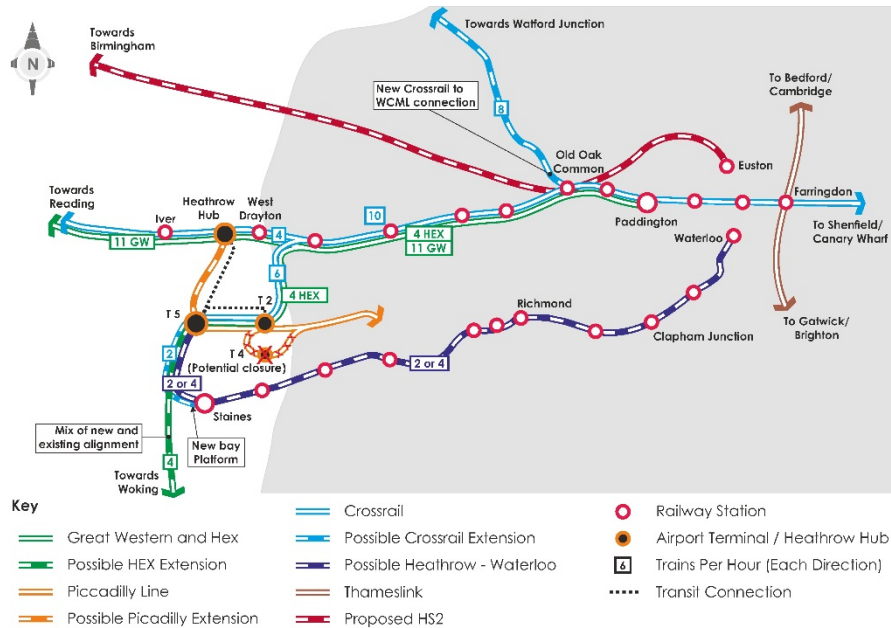 Towards
Birmingham
Towards Watford Junction
N
New Crossrail to
WCML connection
8
To Bedford/
Cambridge
Old Oak
Common
Euston
Towards
Reading
Heathrow
Hub
West
Drayton
Iver
10
4
11 GW
4 HEX
11 GW
Paddington
Farringdon
To Shenfield/
Canary Wharf
6
4 HEX
Waterloo
T 5
T 2
Richmond
Clapham Junction
To Galwick/
Brighton
T 4
(Potential closure)
2
2 or 4
2 or 4
Staines
Mix of new and
existing alignment
New bay
Platform
4
Towards
Woking
Key
Great Western and Hex
Possible HEX Extension
Piccadilly Line
Possible Picadilly Extension
Crossrail
Possible Crossrail Extension
Possible Heathrow - Waterloo
Thameslink
Proposed HS2
Railway Station
Airport Terminal / Heathrow Hub
6
Trains Per Hour (Each Direction)
Transit Connection